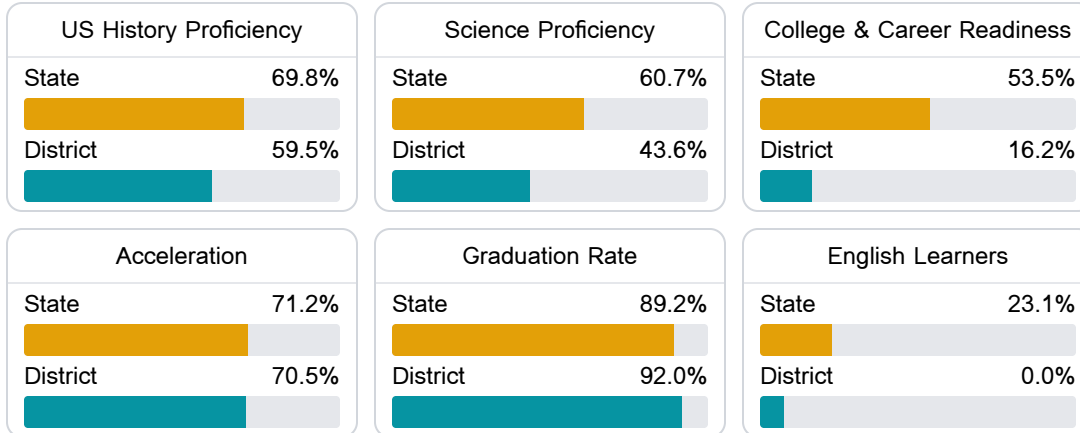 US History Proficiency
State 69.8%
District 59.5%
Science Proficiency
State 60.7%
District 43.6%
College & Career Readiness
State 53.5%
District 16.2%
Acceleration
State 71.2%
District 70.5%
Graduation Rate
State 89.2%
District 92.0%
English Learners
State 23.1%
District 0.0%